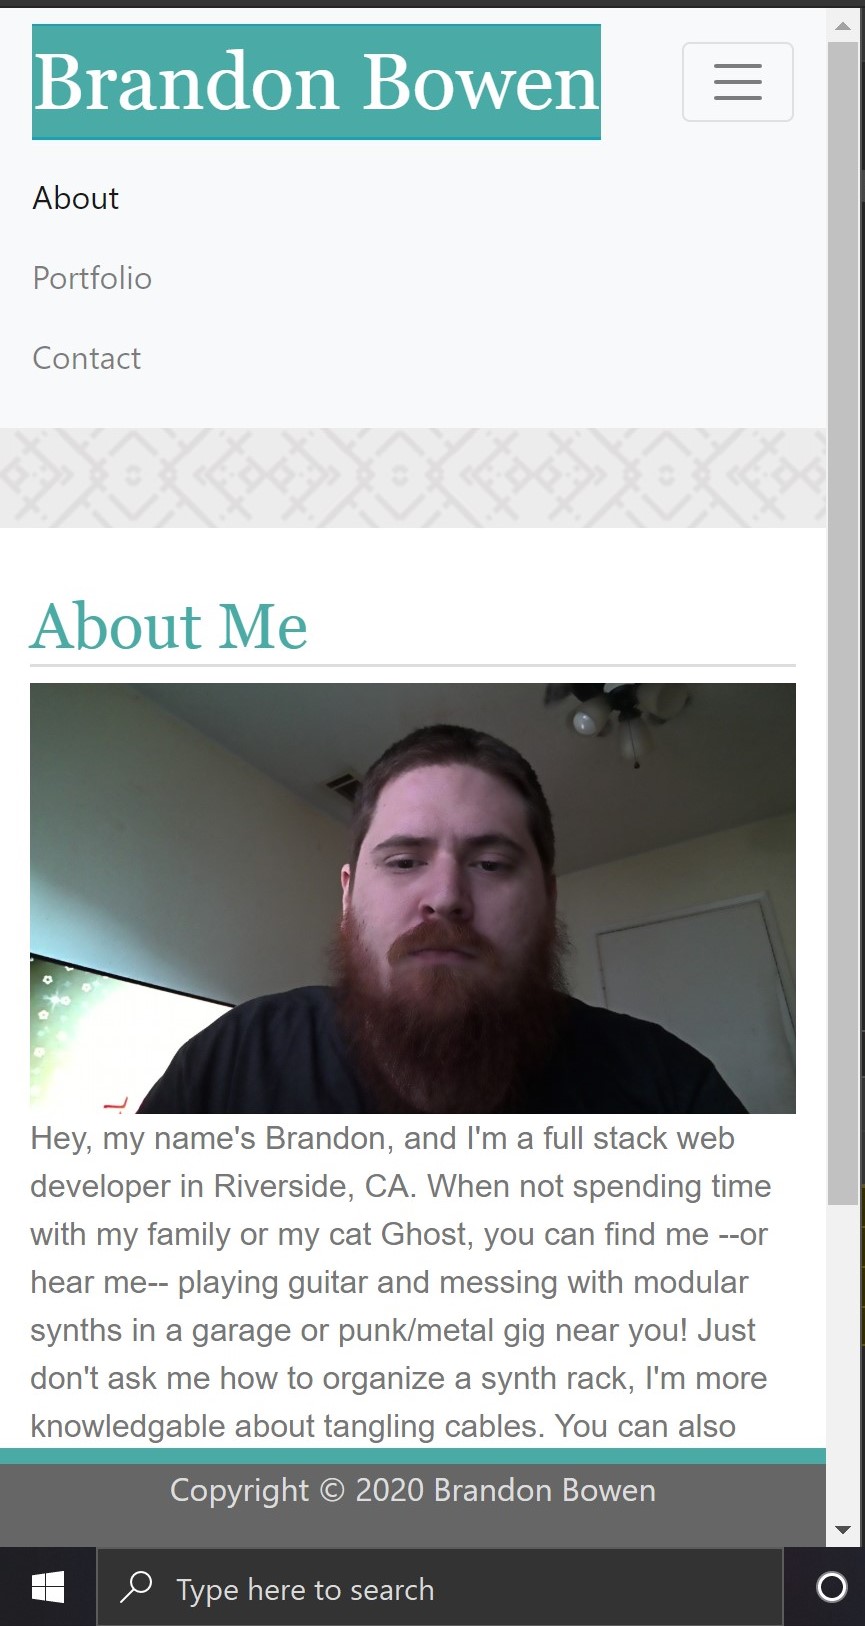 Brandon Bowen
About
Portfolio
Contact
About Me
Hey, my name's Brandon, and I'm a full stack web
developer in Riverside, CA. When not spending time
with my family or my cat Ghost, you can find me --or
hear me-- playing guitar and messing with modular
synths in a garage or punk/metal gig near you! Just
don't ask me how to organize a synth rack, I'm more
knowledgable about tangling cables. You can also
Copyright © 2020 Brandon Bowen
Type here to search